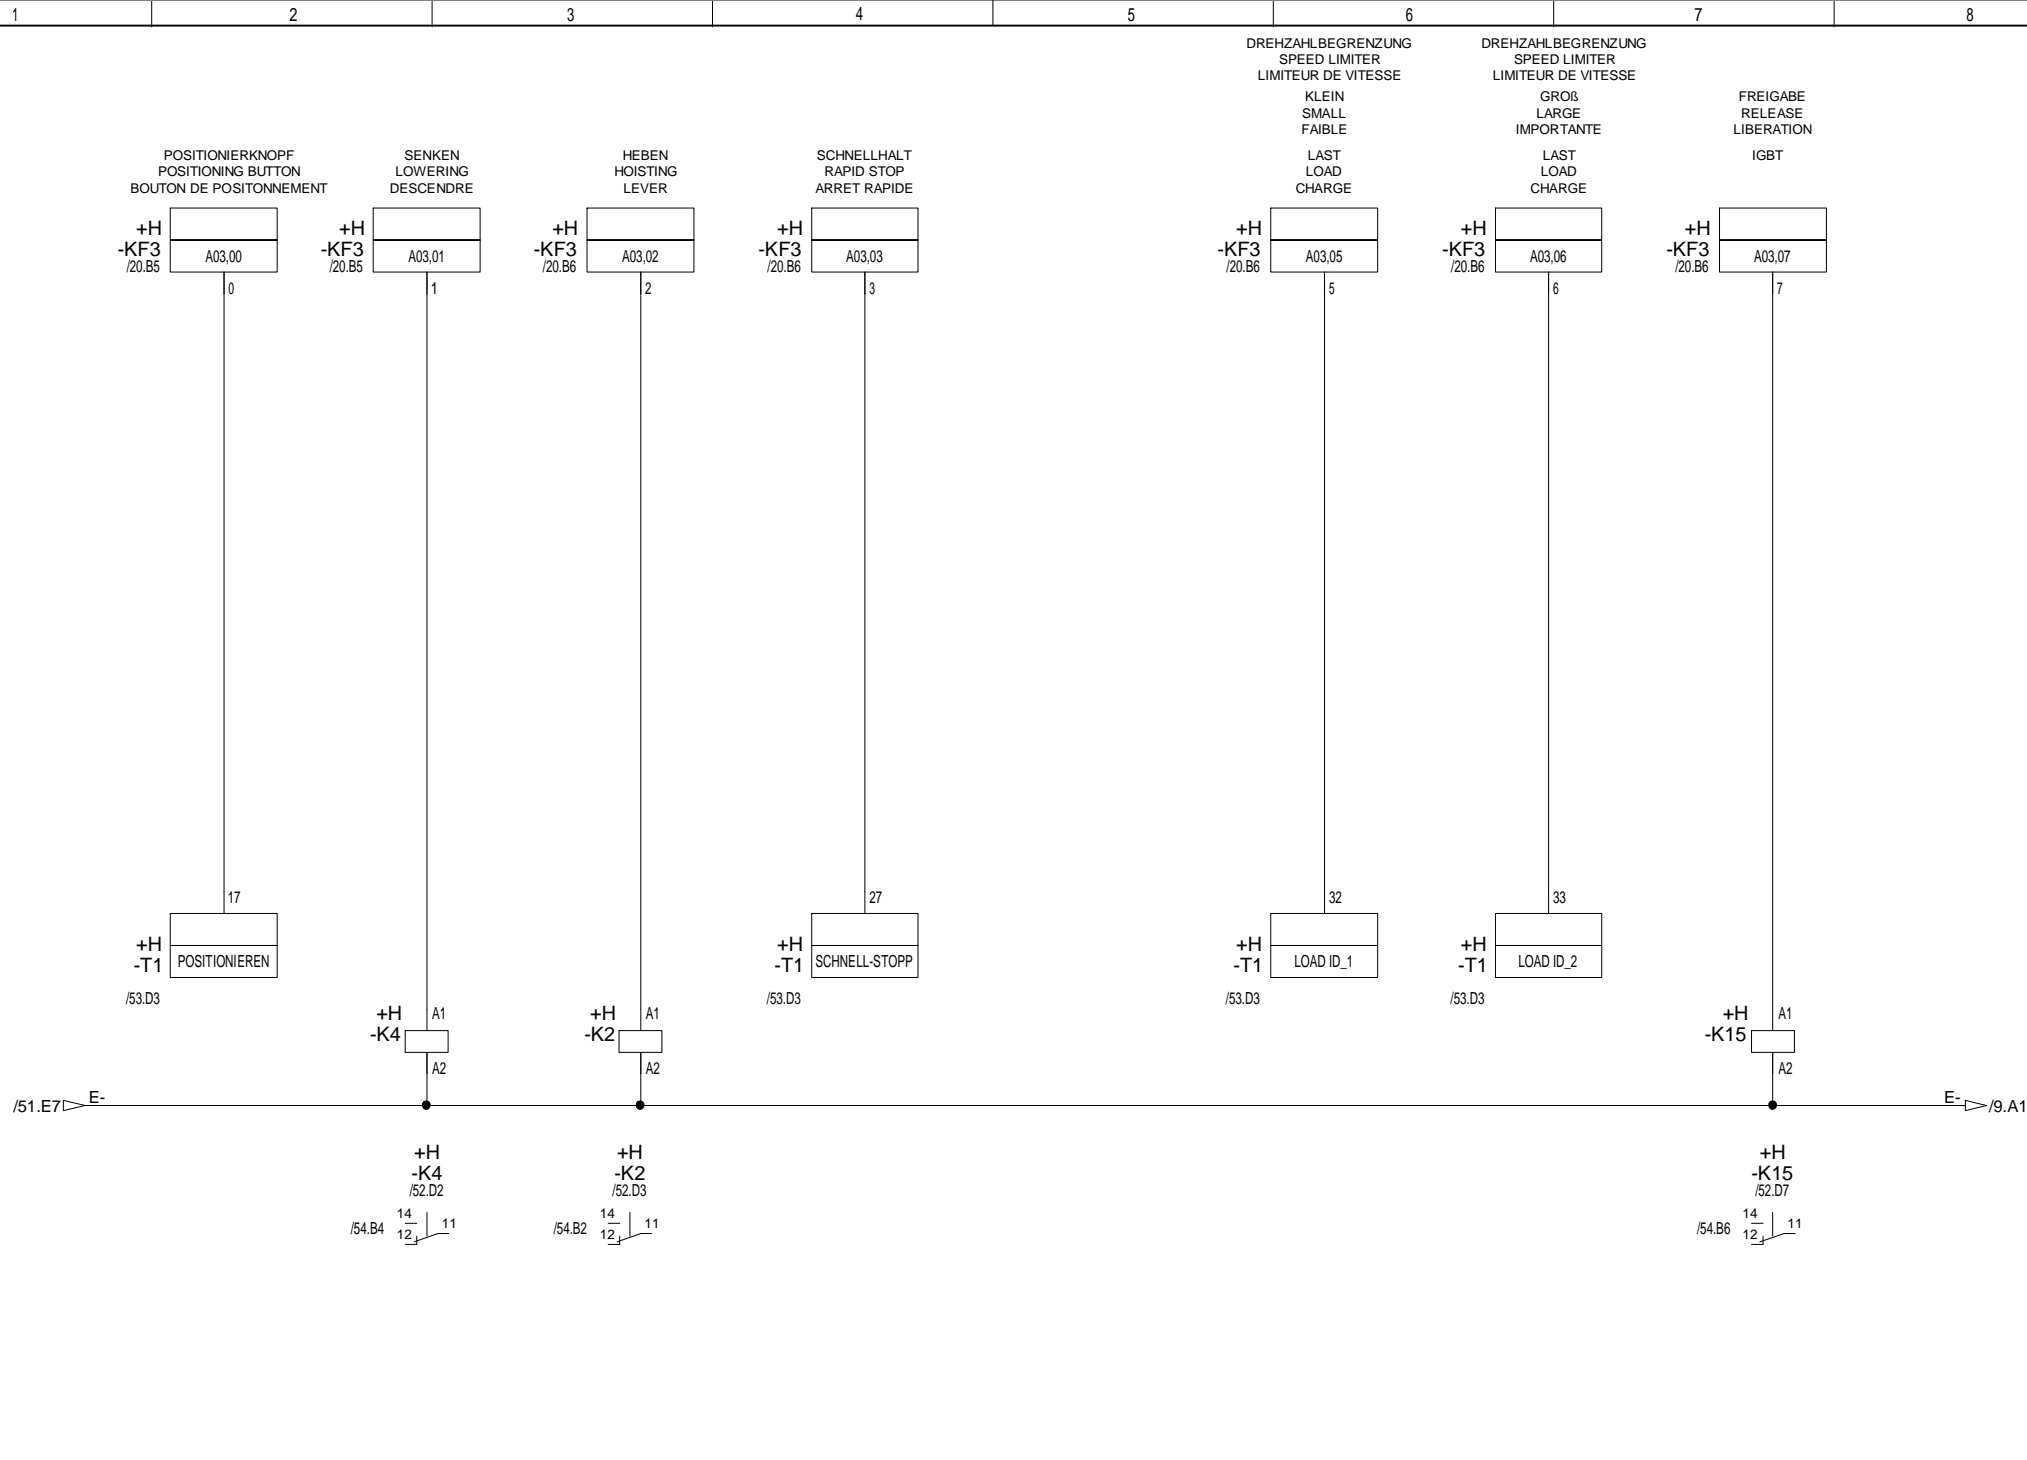 1 2 3 4 5 6 7 8
DREHZAHLBEGRENZUNG
SPEED LIMITER
LIMITEUR DE VITESSE
KLEIN
SMALL
FAIBLE
LAST
LOAD
CHARGE
DREHZAHLBEGRENZUNG
SPEED LIMITER
LIMITEUR DE VITESSE
GROß
LARGE
IMPORTANTE
LAST
LOAD
CHARGE
FREIGABE
RELEASE
LIBERATION
IGBT
POSITIONIERKNOPF
POSITIONING BUTTON
BOUTON DE POSITONNEMENT
SENKEN
LOWERING
DESCENDRE
HEBEN
HOISTING
LEVER
SCHNELLHALT
RAPID STOP
ARRET RAPIDE
+H
-KF3
/20.B5
A03,00
0
+H
-KF3
/20.B5
A03,01
1
+H
-KF3
/20.B6
A03,02
2
+H
-KF3
/20.B6
A03,03
3
+H
-KF3
/20.B6
A03,05
5
+H
-KF3
/20.B6
A03,06
6
+H
-KF3
/20.B6
A03,07
7
17
+H
-T1
POSITIONIEREN
/53.D3
27
+H
-T1
SCHNELL-STOPP
/53.D3
32
+H
-T1
LOAD ID_1
/53.D3
33
+H
-T1
LOAD ID_2
/53.D3
+H
-K4
A1
A2
+H
-K2
A1
A2
+H
-K15
A1
A2
/51.E7 E-
E- /9.A1
+H
-K4
/52.D2
/54.B4
14
12
11
+H
-K2
/52.D3
/54.B2
14
12
11
+H
-K15
/52.D7
/54.B6
14
12
11